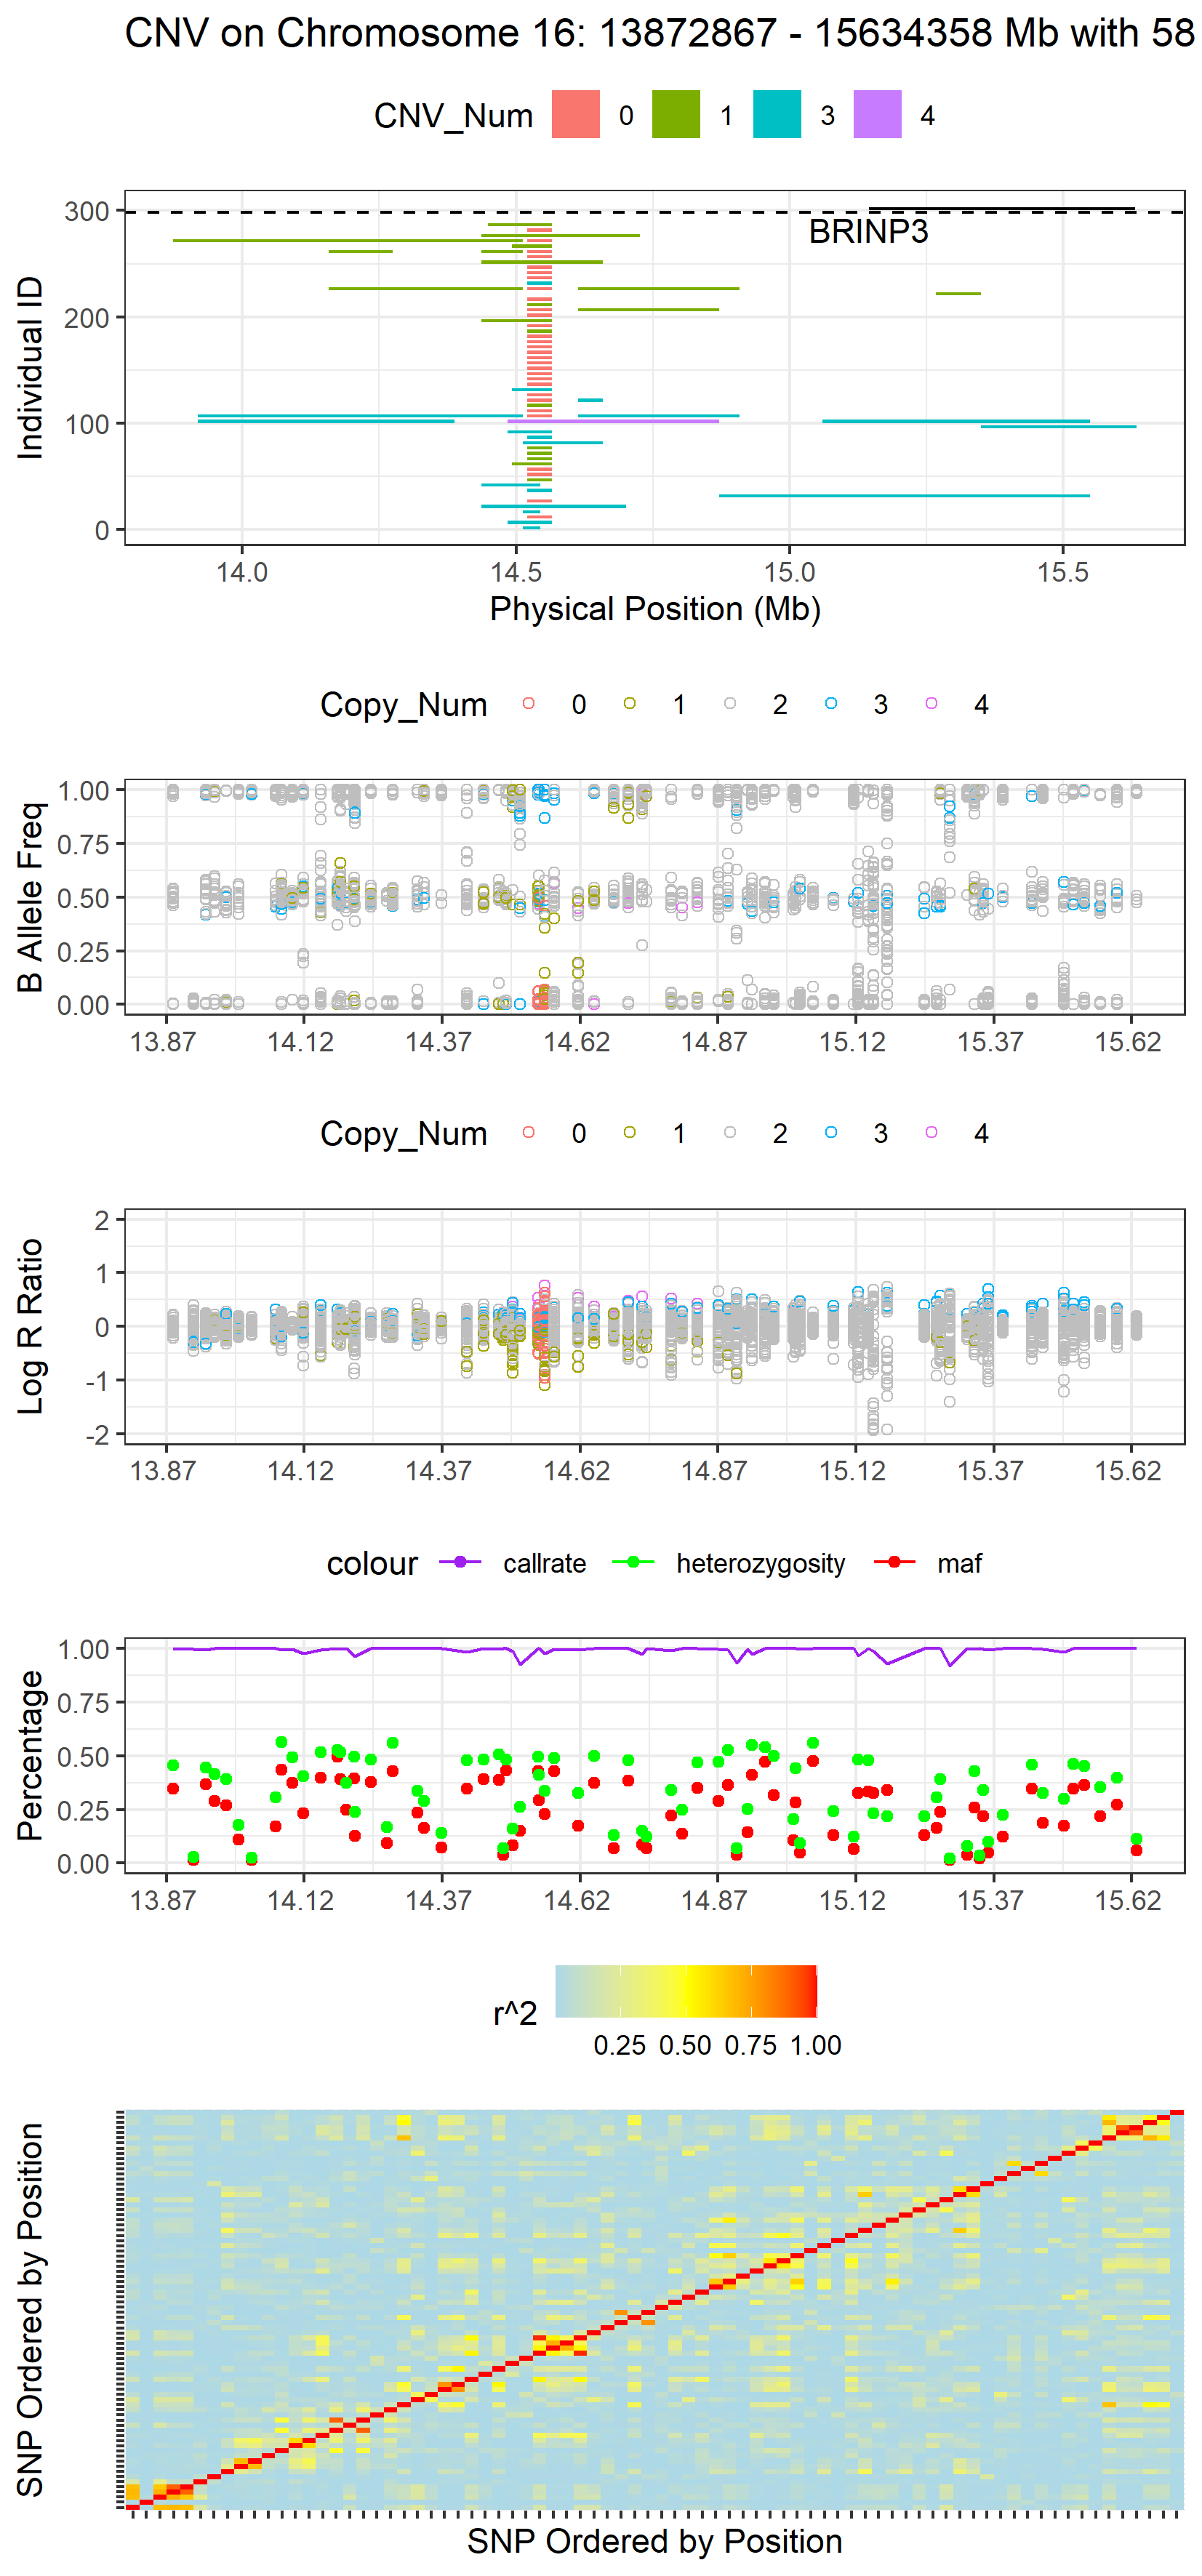 CNV on Chromosome 16: 13872867 - 15634358 Mb with 58
CNV_Num 0 1 3 4
300
200
100
0
Individual ID
BRINP3
14.0 14.5 15.0 15.5
Physical Position (Mb)
Copy_Num 0 1 2 3 4
1.00
0.75
0.50
0.25
0.00
B Allele Freq
13.87 14.12 14.37 14.62 14.87 15.12 15.37 15.62
Copy_Num 0 1 2 3 4
2
1
0
-1
-2
Log R Ratio
13.87 14.12 14.37 14.62 14.87 15.12 15.37 15.62
colour callrate heterozygosity maf
1.00
0.75
0.50
0.25
0.00
Percentage
13.87 14.12 14.37 14.62 14.87 15.12 15.37 15.62
r^2
0.25 0.50 0.75 1.00
SNP Ordered by Position
SNP Ordered by Position